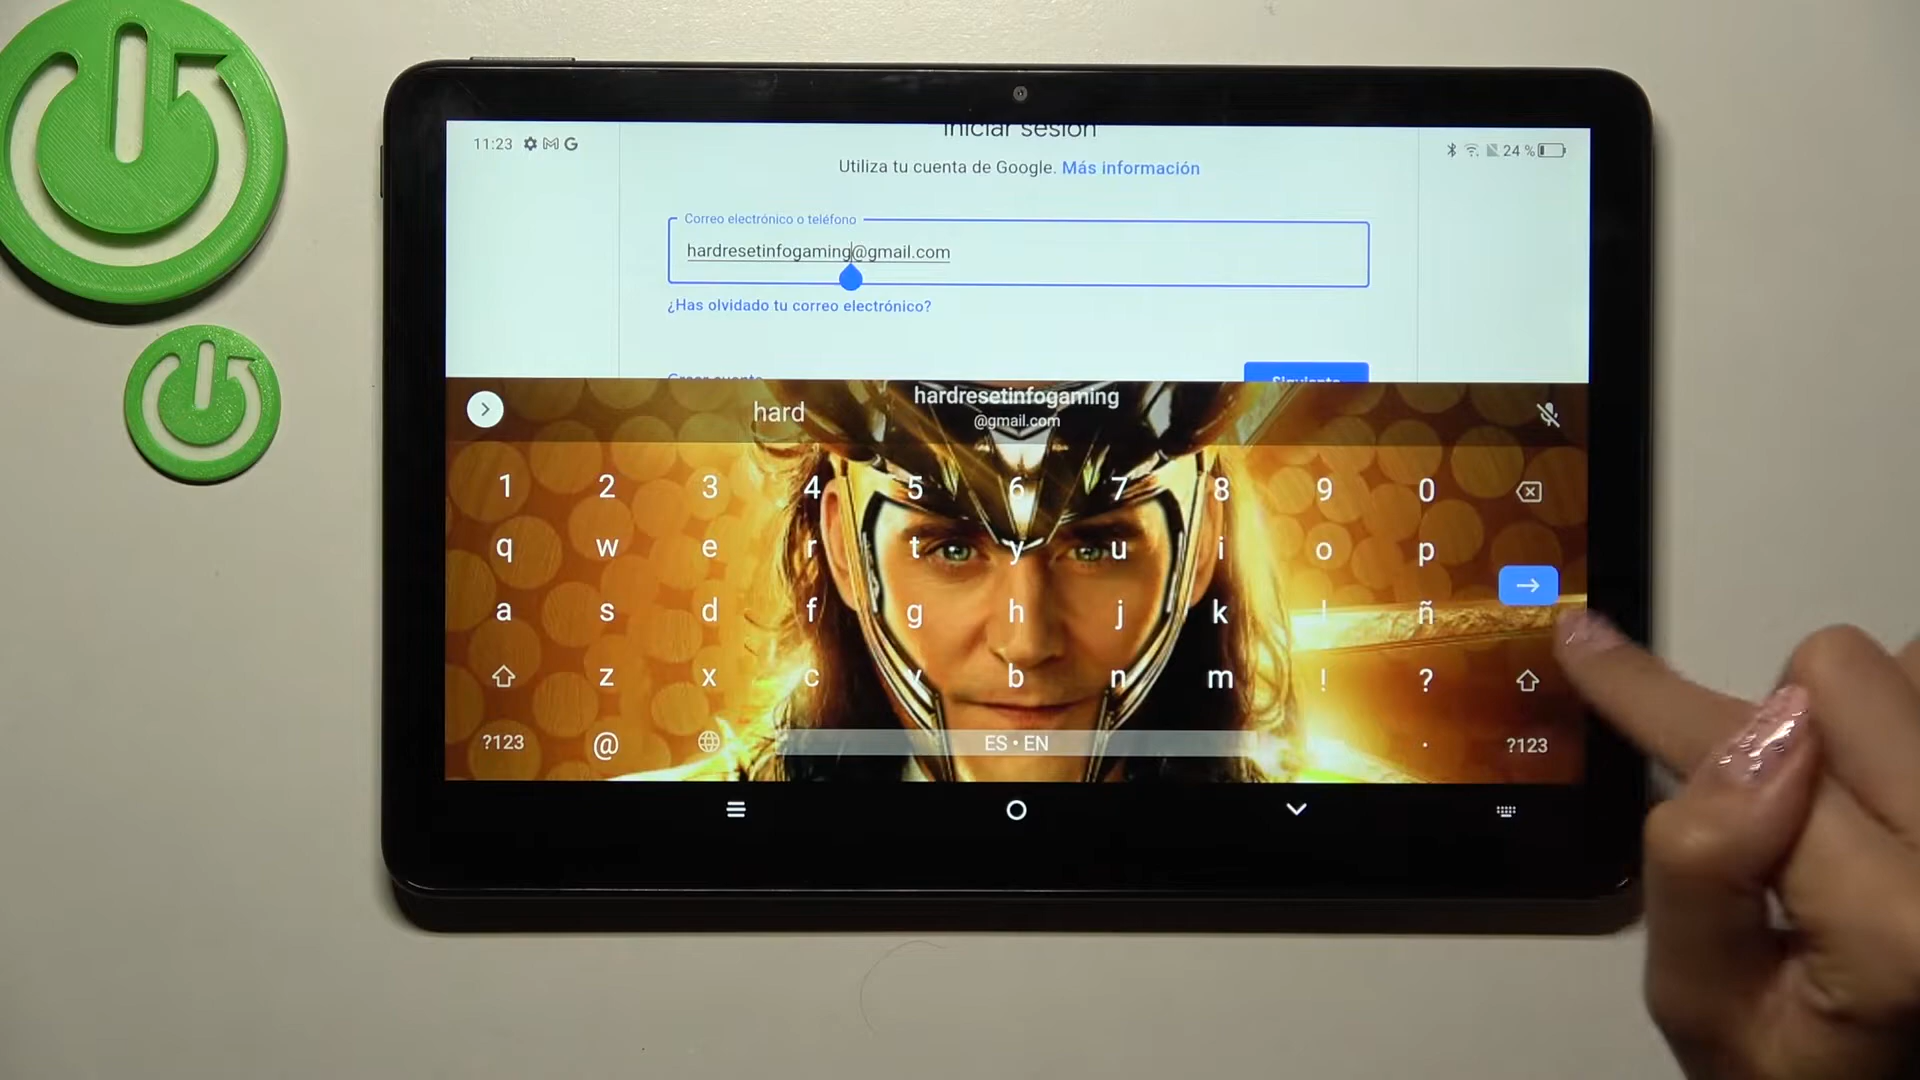 Iniciar sesión
11:23
24 %
Utiliza tu cuenta de Google. Más información
Correo electrónico o teléfono
hardresetinfogaming@gmail.com
¿Has olvidado tu correo electrónico?
Crear cuenta
Siguiente
hard
hardresetinfogaming
@gmail.com
1 2 3 4 5 6 7 8 9 0
q w e r t y u i o p
a s d f g h j k l ñ
z x c v b n m ! ?
?123 @ ES • EN . ?123